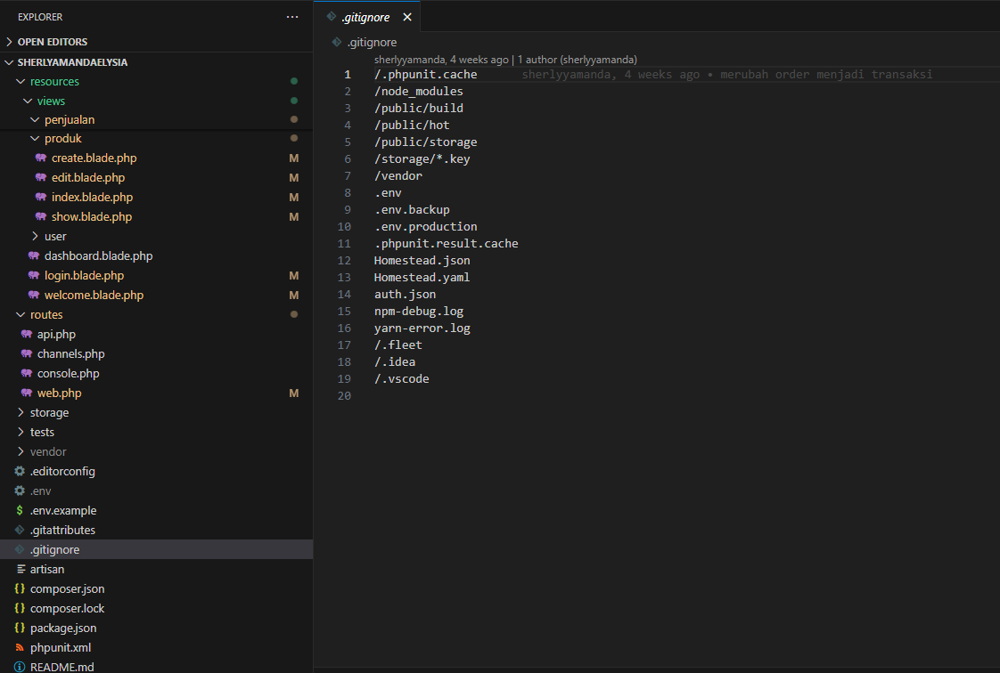 EXPLORER
OPEN EDITORS
SHERLYAMANDAELYSIA
resources
views
penjualan
produk
create.blade.php M
edit.blade.php M
index.blade.php M
show.blade.php M
user
dashboard.blade.php
login.blade.php M
welcome.blade.php M
routes
api.php
channels.php
console.php
web.php M
storage
tests
vendor
.editorconfig
.env
$ .env.example
.gitattributes
.gitignore
artisan
{} composer.json
{} composer.lock
{} package.json
phpunit.xml
README.md
.gitignore
.gitignore
sherlyyamanda, 4 weeks ago | 1 author (sherlyyamanda)
1 /.phpunit.cache sherlyyamanda, 4 weeks ago • merubah order menjadi transaksi
2 /node_modules
3 /public/build
4 /public/hot
5 /public/storage
6 /storage/*.key
7 /vendor
8 .env
9 .env.backup
10 .env.production
11 .phpunit.result.cache
12 Homestead.json
13 Homestead.yaml
14 auth.json
15 npm-debug.log
16 yarn-error.log
17 /.fleet
18 /.idea
19 /.vscode
20